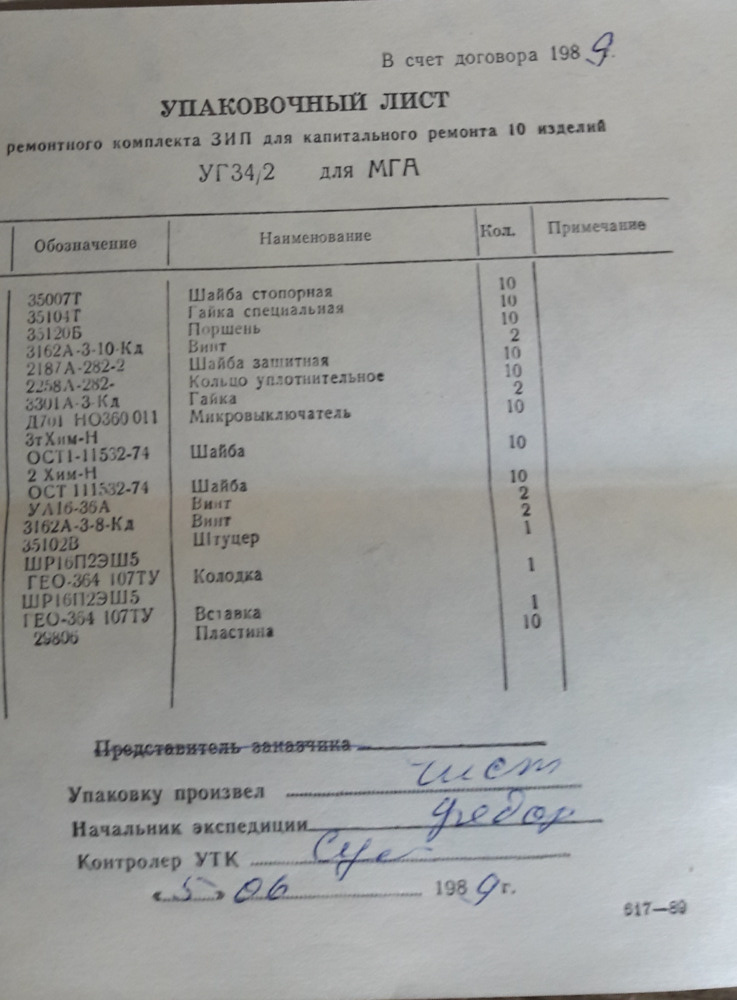 В счет договора 1989 г.
УПАКОВОЧНЫЙ ЛИСТ
ремонтного комплекта ЗИП для капитального ремонта 10 изделий
УГ34/2 для МГА
Обозначение Наименование Кол. Примечание
35007Т Шайба стопорная 10
35104Т Гайка специальная 10
35120Б Поршень 10
3162А-3-10-Кд Винт 2
2187А-282-2 Шайба защитная 10
2258А-282- Кольцо уплотнительное 10
3301А-3-Кд Гайка 2
Д701 НО360 011 Микровыключатель 10
3тХим-Н
ОСТ1-11532-74 Шайба 10
2 Хим-Н
ОСТ 111532-74 Шайба 10
УА16-36А Винт 2
3162А-3-8-Кд Винт 2
35102В Штуцер 1
ШР16П2ЭШ5
ГЕО-364 107ТУ Колодка 1
ШР16П2ЭШ5
ГЕО-364 107ТУ Вставка 1
29806 Пластина 10
Представитель заказчика
Упаковку произвел
Начальник экспедиции
Контролер УТК
«5» 06 1989 г.
617—89